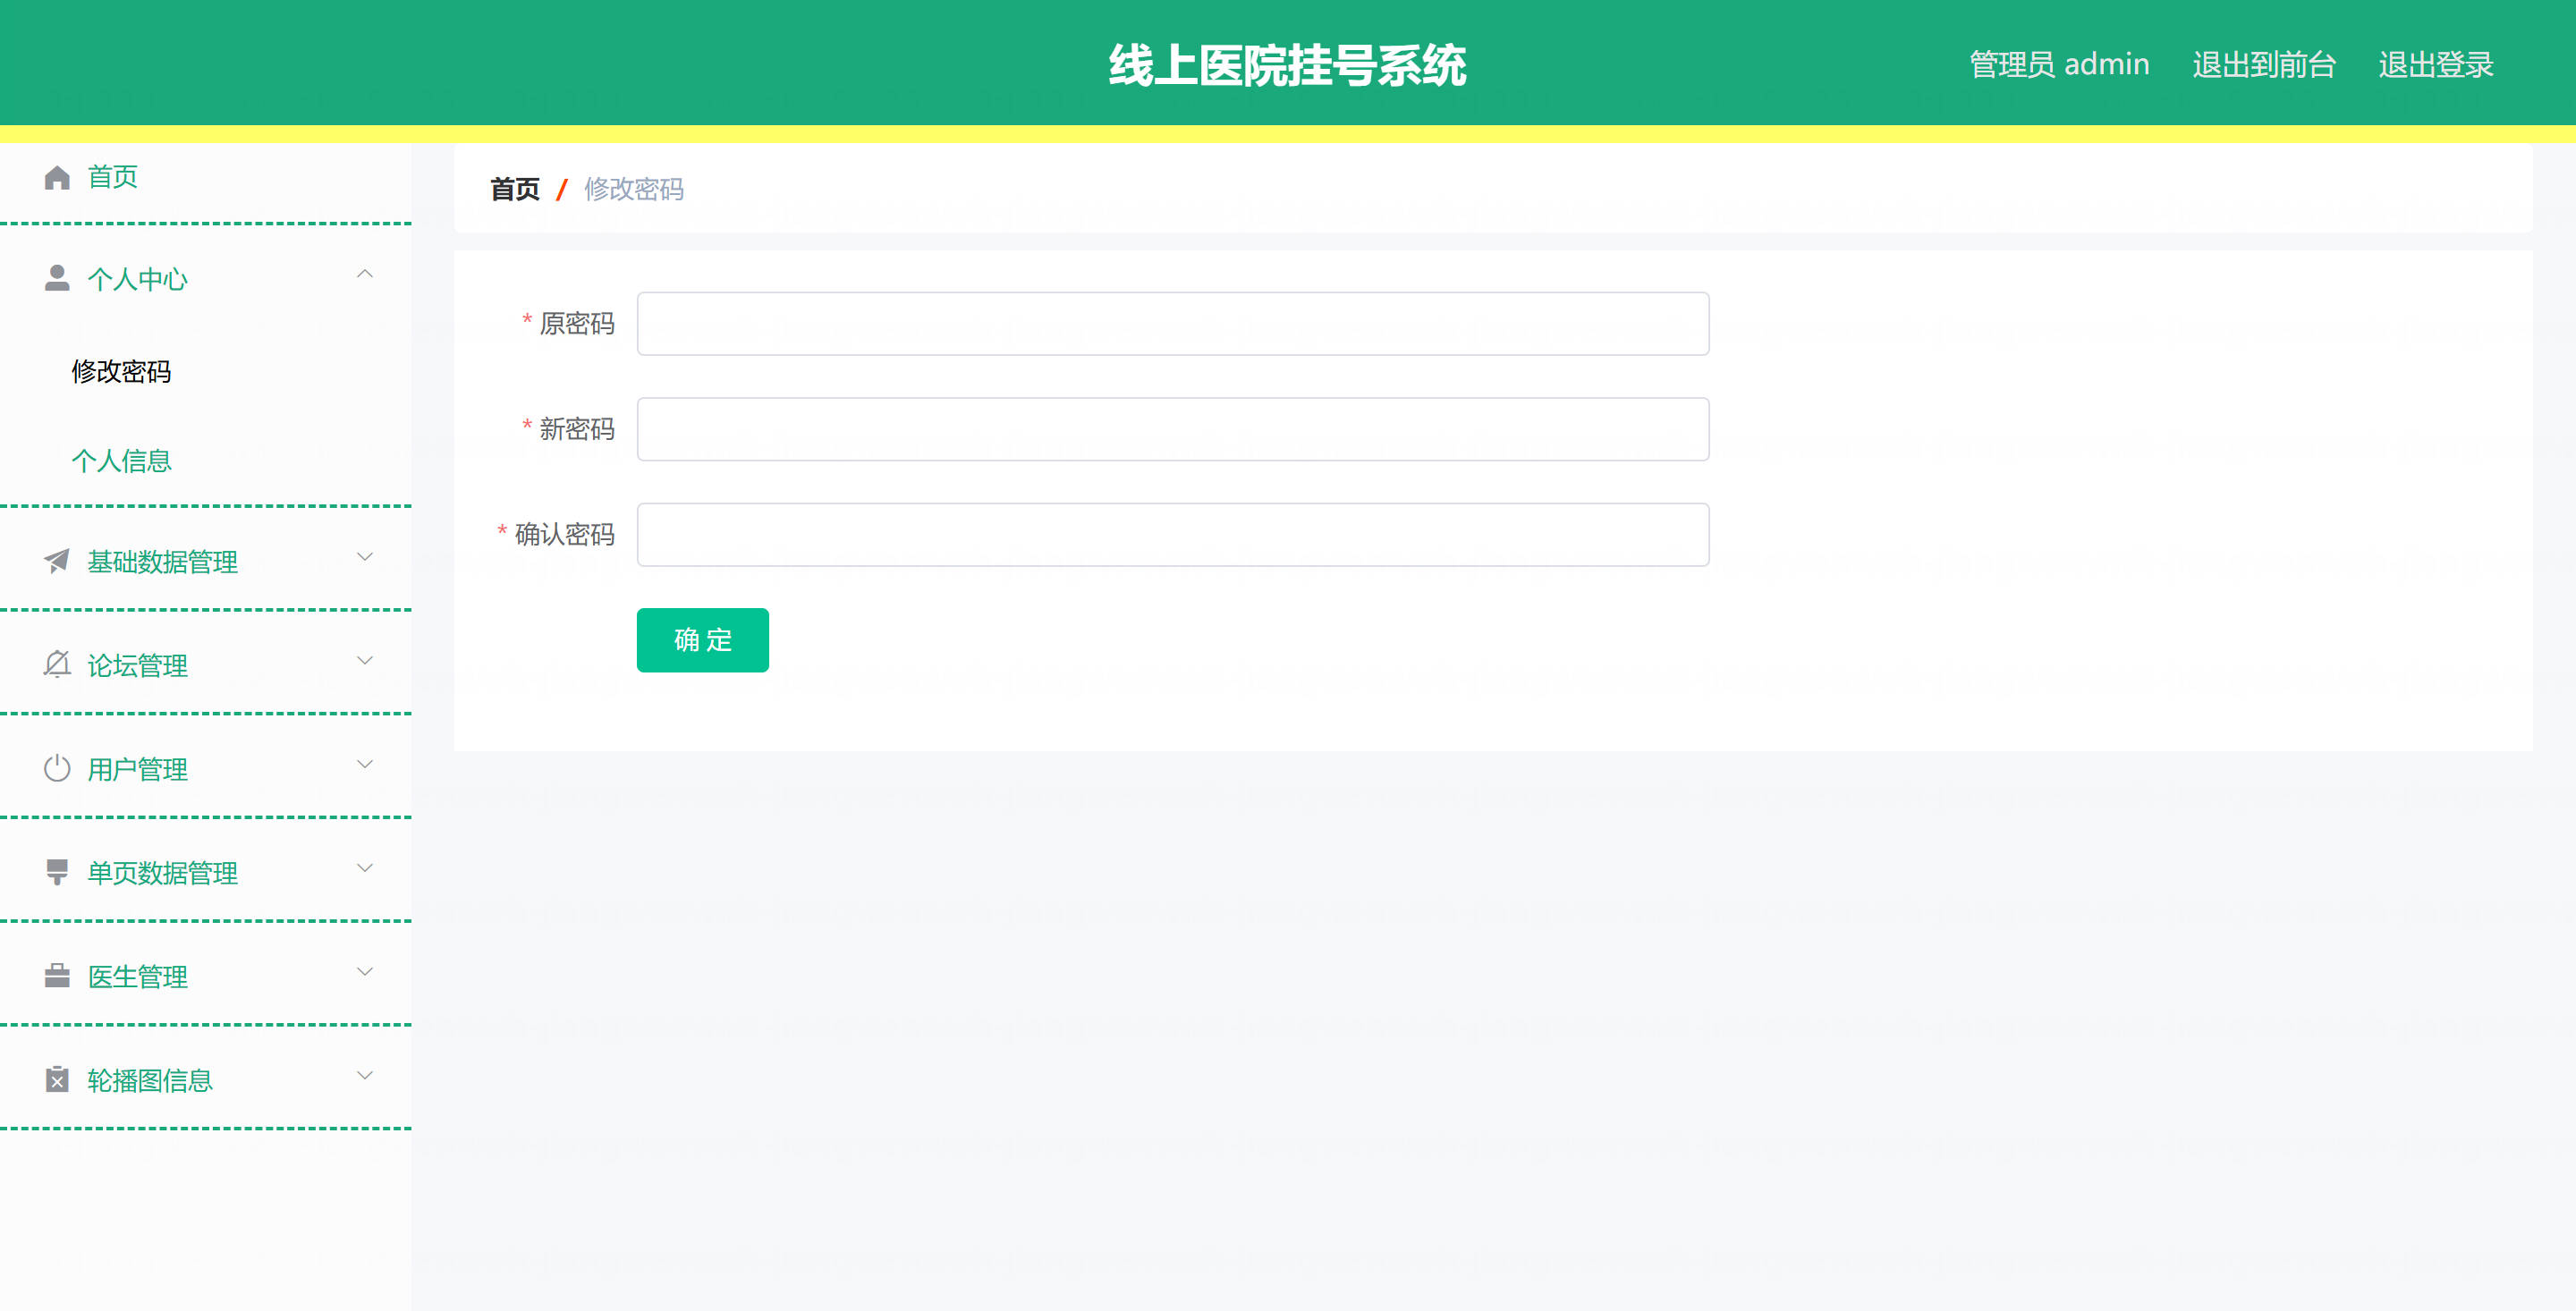 线上医院挂号系统
管理员 admin 退出到前台 退出登录
首页
首页 / 修改密码
个人中心
修改密码
个人信息
基础数据管理
论坛管理
用户管理
单页数据管理
医生管理
轮播图信息
* 原密码
* 新密码
* 确认密码
确 定